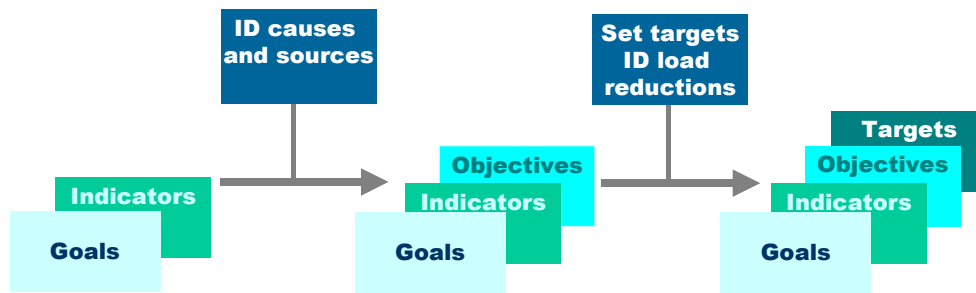 ID causes
and sources
Set targets
ID load
reductions
Indicators
Goals
Objectives
Indicators
Goals
Targets
Objectives
Indicators
Goals